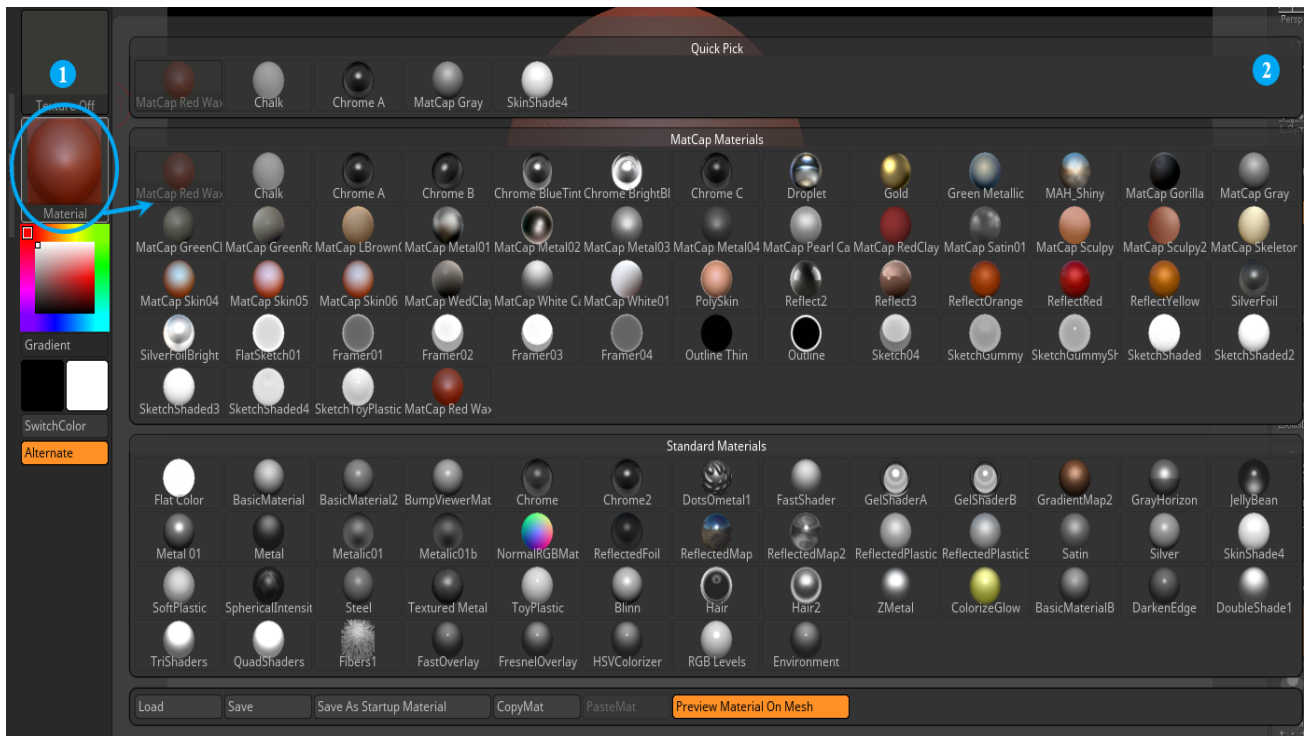 1
Texture Off
Material
Gradient
SwitchColor
Alternate
Quick Pick
2
MatCap Red Wax Chalk Chrome A MatCap Gray SkinShade4
MatCap Materials
MatCap Red Wax Chalk Chrome A Chrome B Chrome BlueTint Chrome BrightBl Chrome C Droplet Gold Green Metallic MAH_Shiny MatCap Gorilla MatCap Gray
MatCap GreenCl MatCap GreenRo MatCap LBrown( MatCap Metal01 MatCap Metal02 MatCap Metal03 MatCap Metal04 MatCap Pearl Ca MatCap RedClay MatCap Satin01 MatCap Sculpy MatCap Sculpy2 MatCap Skeletor
MatCap Skin04 MatCap Skin05 MatCap Skin06 MatCap WedClay MatCap White Ca MatCap White01 PolySkin Reflect2 Reflect3 ReflectOrange ReflectRed ReflectYellow SilverFoil
SilverFoilBright FlatSketch01 Framer01 Framer02 Framer03 Framer04 Outline Thin Outline Sketch04 SketchGummy SketchGummySh SketchShaded SketchShaded2
SketchShaded3 SketchShaded4 SketchToyPlastic MatCap Red Wax
Standard Materials
Flat Color BasicMaterial BasicMaterial2 BumpViewerMat Chrome Chrome2 DotsOmetal1 FastShader GelShaderA GelShaderB GradientMap2 GrayHorizon JellyBean
Metal 01 Metal Metalic01 Metalic01b NormalRGBMat ReflectedFoil ReflectedMap ReflectedMap2 ReflectedPlastic ReflectedPlasticB Satin Silver SkinShade4
SoftPlastic SphericalIntensit Steel Textured Metal ToyPlastic Blinn Hair Hair2 ZMetal ColorizeGlow BasicMaterialB DarkenEdge DoubleShade1
TriShaders QuadShaders Fibers1 FastOverlay FresnelOverlay HSVColorizer RGB Levels Environment
Load Save Save As Startup Material CopyMat PasteMat Preview Material On Mesh
Persp